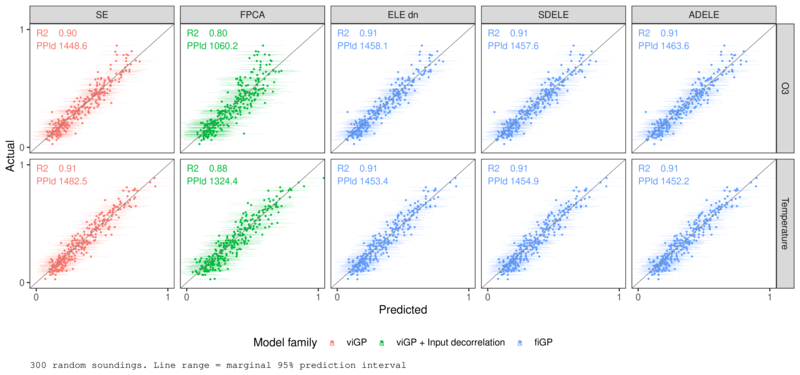 SE FPCA ELE dn SDELE ADELE
1
R2 0.90 R2 0.80 R2 0.91 R2 0.91 R2 0.91
PPld 1448.6 PPld 1060.2 PPld 1458.1 PPld 1457.6 PPld 1463.6
O3
0
Actual
1
R2 0.91 R2 0.88 R2 0.91 R2 0.91 R2 0.91
PPld 1482.5 PPld 1324.4 PPld 1453.4 PPld 1454.9 PPld 1452.2
Temperature
0
0 1 0 1 0 1 0 1 0 1
Predicted
Model family viGP viGP + Input decorrelation fiGP
300 random soundings. Line range = marginal 95% prediction interval